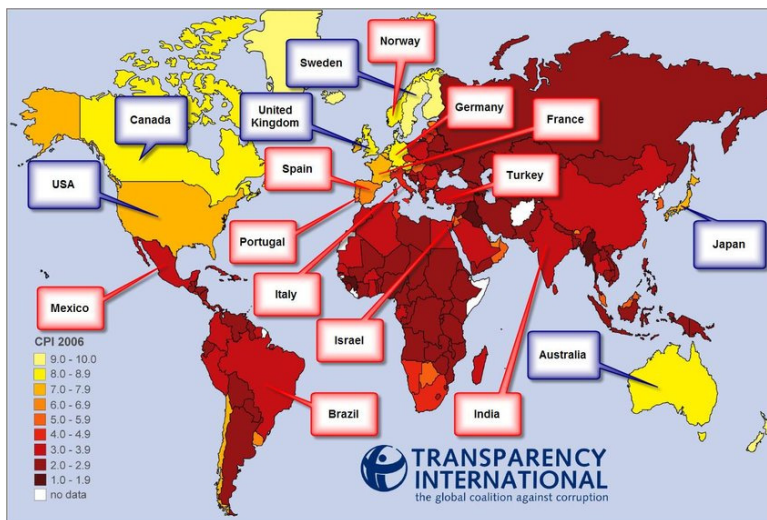 Norway
Sweden
United
Kingdom
Germany
France
Canada
Spain
Turkey
USA
Portugal
Japan
Italy
Mexico
Israel
Australia
Brazil
India
CPI 2006
9.0 - 10.0
8.0 - 8.9
7.0 - 7.9
6.0 - 6.9
5.0 - 5.9
4.0 - 4.9
3.0 - 3.9
2.0 - 2.9
1.0 - 1.9
no data
TRANSPARENCY
INTERNATIONAL
the global coalition against corruption